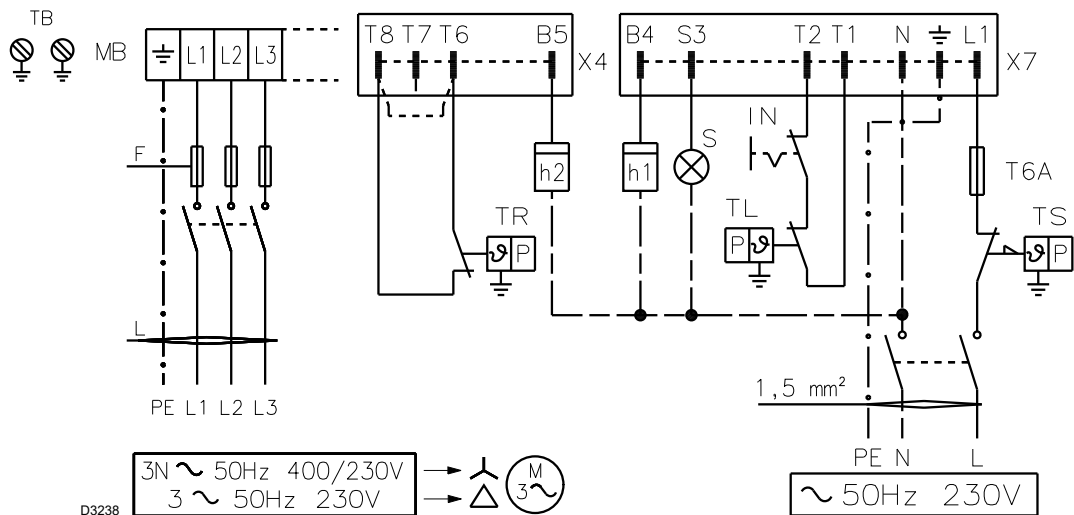 TB
MB
L1 L2 L3
F
L
PE L1 L2 L3
T8 T7 T6 B5
X4
h2
TR
ϑ P
B4 S3 T2 T1 N L1
X7
h1
S
IN
TL
P ϑ
T6A
TS
ϑ P
1,5 mm²
PE N L
~ 50Hz 230V
3N ~ 50Hz 400/230V
3 ~ 50Hz 230V
M
3~
D3238